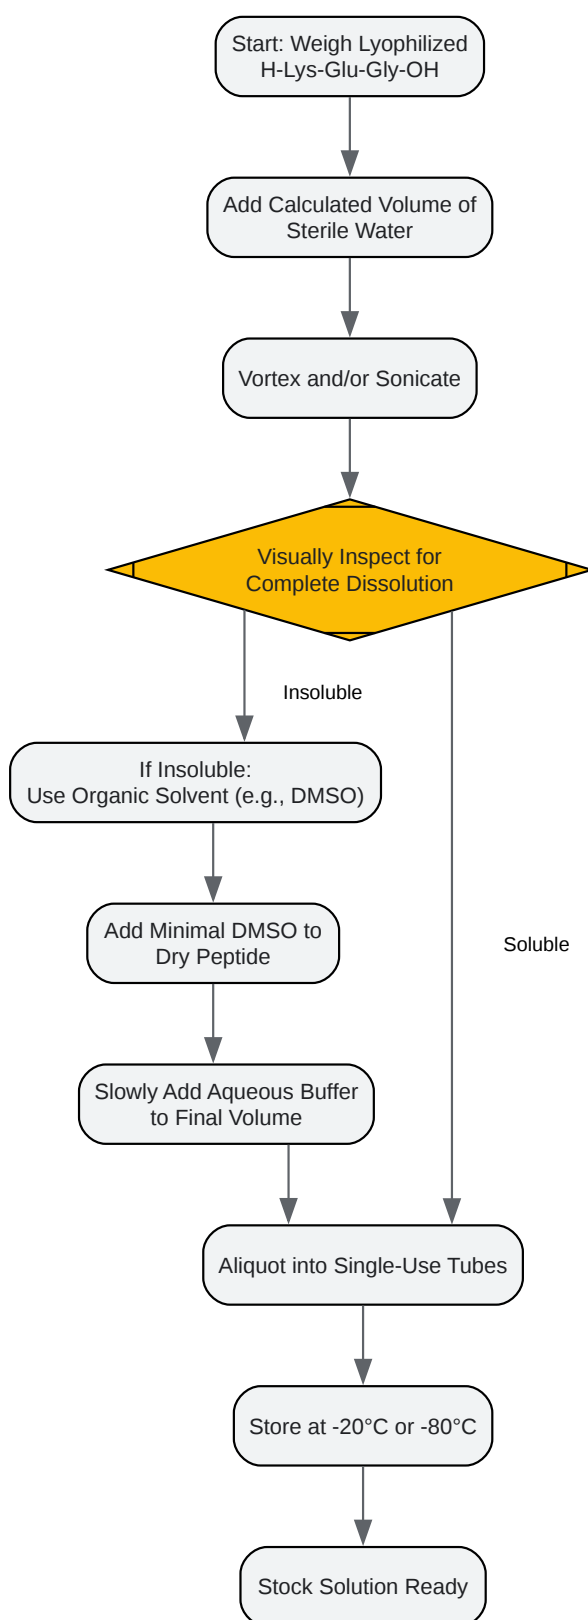 Start: Weigh Lyophilized
H-Lys-Glu-Gly-OH
Add Calculated Volume of
Sterile Water
Vortex and/or Sonicate
Visually Inspect for
Complete Dissolution
Insoluble
If Insoluble:
Use Organic Solvent (e.g., DMSO)
Add Minimal DMSO to
Dry Peptide
Soluble
Slowly Add Aqueous Buffer
to Final Volume
Aliquot into Single-Use Tubes
Store at -20°C or -80°C
Stock Solution Ready